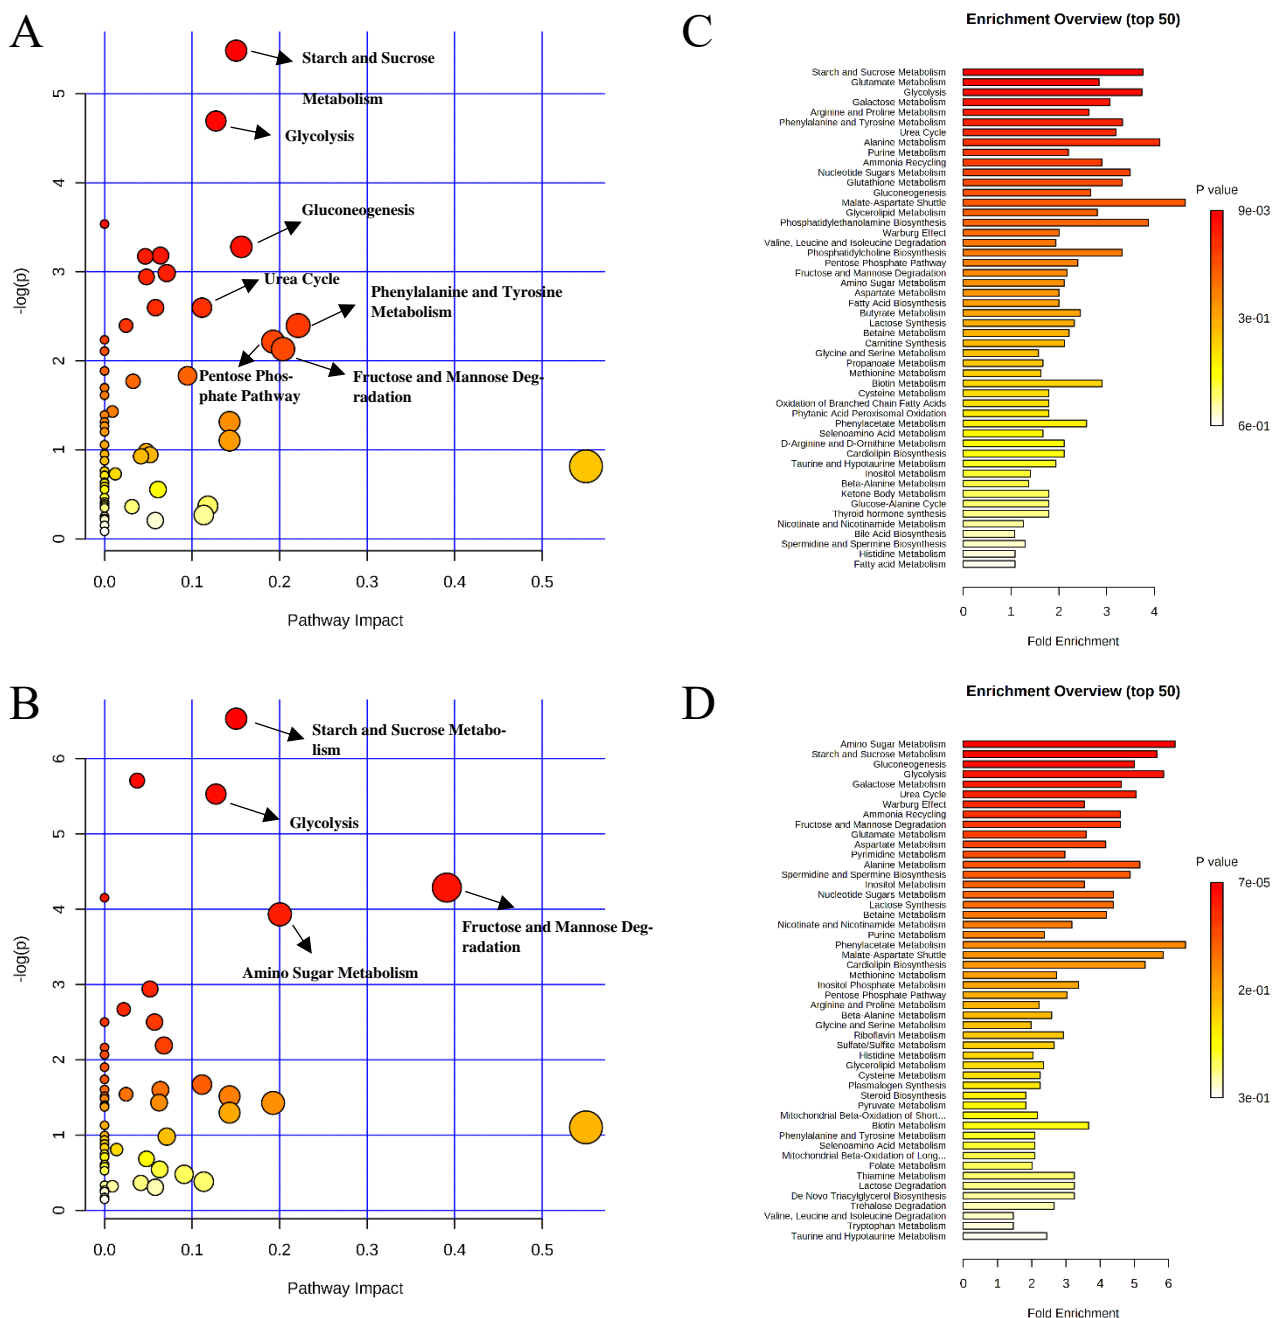 A
Starch and Sucrose
Metabolism
Glycolysis
Gluconeogenesis
Urea Cycle
Phenylalanine and Tyrosine
Metabolism
Pentose Phos-
phate Pathway
Fructose and Mannose Deg-
radation
-log(p)
5
4
3
2
1
0
0.0 0.1 0.2 0.3 0.4 0.5
Pathway Impact
C
Enrichment Overview (top 50)
Starch and Sucrose Metabolism
Glutamate Metabolism
Glycolysis
Galactose Metabolism
Arginine and Proline Metabolism
Phenylalanine and Tyrosine Metabolism
Urea Cycle
Alanine Metabolism
Purine Metabolism
Ammonia Recycling
Nucleotide Sugars Metabolism
Glutathione Metabolism
Gluconeogenesis
Malate-Aspartate Shuttle
Glycerolipid Metabolism
Phosphatidylethanolamine Biosynthesis
Warburg Effect
Valine, Leucine and Isoleucine Degradation
Phosphatidylcholine Biosynthesis
Pentose Phosphate Pathway
Fructose and Mannose Degradation
Amino Sugar Metabolism
Aspartate Metabolism
Fatty Acid Biosynthesis
Butyrate Metabolism
Lactose Synthesis
Betaine Metabolism
Carnitine Synthesis
Glycine and Serine Metabolism
Propanoate Metabolism
Methionine Metabolism
Biotin Metabolism
Cysteine Metabolism
Oxidation of Branched Chain Fatty Acids
Phytanic Acid Peroxisomal Oxidation
Phenylacetate Metabolism
Selenoamino Acid Metabolism
D-Arginine and D-Ornithine Metabolism
Cardiolipin Biosynthesis
Taurine and Hypotaurine Metabolism
Inositol Metabolism
Beta-Alanine Metabolism
Ketone Body Metabolism
Glucose-Alanine Cycle
Thyroid hormone synthesis
Nicotinate and Nicotinamide Metabolism
Bile Acid Biosynthesis
Spermidine and Spermine Biosynthesis
Histidine Metabolism
Fatty acid Metabolism
0 1 2 3 4
Fold Enrichment
P value
9e-03
3e-01
6e-01
B
Starch and Sucrose Metabo-
lism
Glycolysis
Fructose and Mannose Deg-
radation
Amino Sugar Metabolism
-log(p)
6
5
4
3
2
1
0
0.0 0.1 0.2 0.3 0.4 0.5
Pathway Impact
D
Enrichment Overview (top 50)
Amino Sugar Metabolism
Starch and Sucrose Metabolism
Gluconeogenesis
Glycolysis
Galactose Metabolism
Urea Cycle
Warburg Effect
Ammonia Recycling
Fructose and Mannose Degradation
Glutamate Metabolism
Aspartate Metabolism
Pyrimidine Metabolism
Alanine Metabolism
Spermidine and Spermine Biosynthesis
Inositol Metabolism
Nucleotide Sugars Metabolism
Lactose Synthesis
Betaine Metabolism
Nicotinate and Nicotinamide Metabolism
Purine Metabolism
Phenylacetate Metabolism
Malate-Aspartate Shuttle
Cardiolipin Biosynthesis
Methionine Metabolism
Inositol Phosphate Metabolism
Pentose Phosphate Pathway
Arginine and Proline Metabolism
Beta-Alanine Metabolism
Glycine and Serine Metabolism
Riboflavin Metabolism
Sulfate/Sulfite Metabolism
Histidine Metabolism
Glycerolipid Metabolism
Cysteine Metabolism
Plasmalogen Synthesis
Steroid Biosynthesis
Pyruvate Metabolism
Mitochondrial Beta-Oxidation of Short...
Biotin Metabolism
Phenylalanine and Tyrosine Metabolism
Selenoamino Acid Metabolism
Mitochondrial Beta-Oxidation of Long...
Folate Metabolism
Thiamine Metabolism
Lactose Degradation
De Novo Triacylglycerol Biosynthesis
Trehalose Degradation
Valine, Leucine and Isoleucine Degradation
Tryptophan Metabolism
Taurine and Hypotaurine Metabolism
0 1 2 3 4 5 6
Fold Enrichment
P value
7e-05
2e-01
3e-01